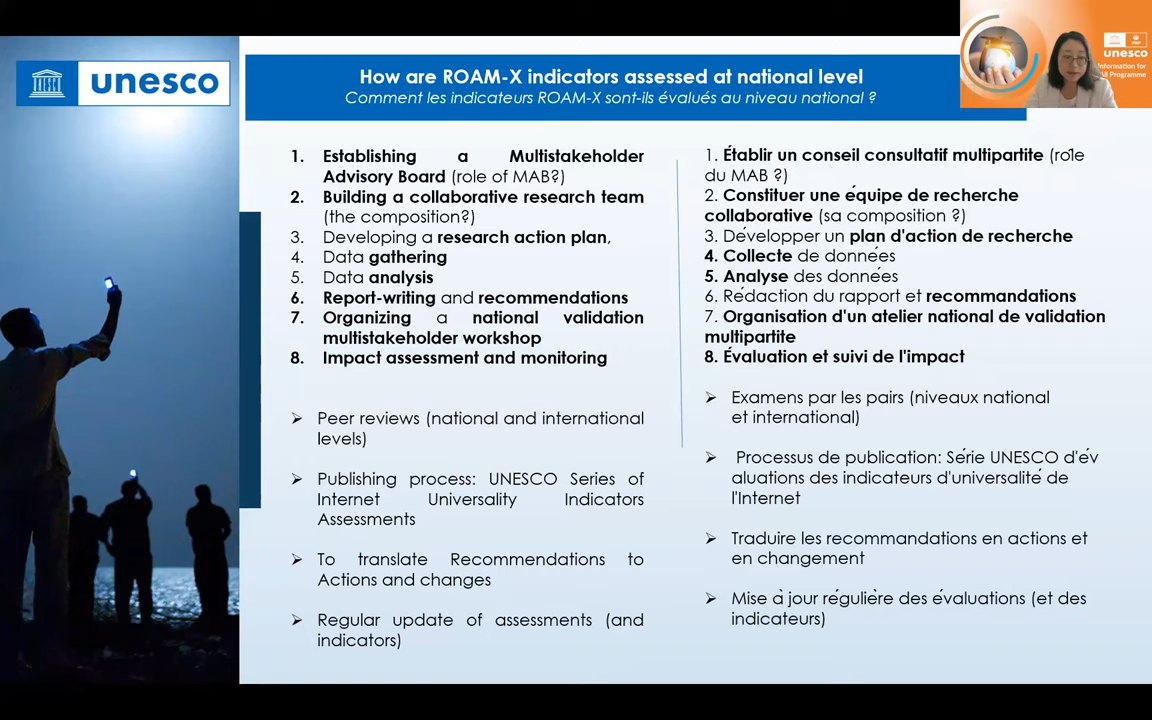 unesco
How are ROAM-X indicators assessed at national level
Comment les indicateurs ROAM-X sont-ils évalués au niveau national ?
unesco
Information for
All Programme
1. Establishing a Multistakeholder
Advisory Board (role of MAB?)
2. Building a collaborative research team
(the composition?)
3. Developing a research action plan,
4. Data gathering
5. Data analysis
6. Report-writing and recommendations
7. Organizing a national validation
multistakeholder workshop
8. Impact assessment and monitoring
➢ Peer reviews (national and international
levels)
➢ Publishing process: UNESCO Series of
Internet Universality Indicators
Assessments
➢ To translate Recommendations to
Actions and changes
➢ Regular update of assessments (and
indicators)
1. Établir un conseil consultatif multipartite (rôle
du MAB ?)
2. Constituer une équipe de recherche
collaborative (sa composition ?)
3. Développer un plan d'action de recherche
4. Collecte de données
5. Analyse des données
6. Rédaction du rapport et recommandations
7. Organisation d'un atelier national de validation
multipartite
8. Évaluation et suivi de l'impact
➢ Examens par les pairs (niveaux national
et international)
➢ Processus de publication: Série UNESCO d'év
aluations des indicateurs d'universalité de
l'Internet
➢ Traduire les recommandations en actions et
en changement
➢ Mise à jour régulière des évaluations (et des
indicateurs)